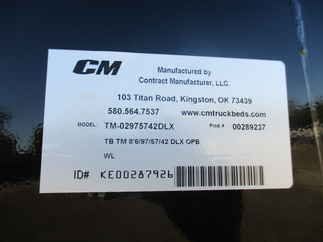 CM
Manufactured by
Contract Manufacturer, LLC.
103 Titan Road, Kingston, OK 73439
580.564.7537 www.cmtruckbeds.com
MODEL TM-02975742DLX Prod # 00289237
TB TM 8'6/97/57/42 DLX GPB
WL
ID# KE00287926